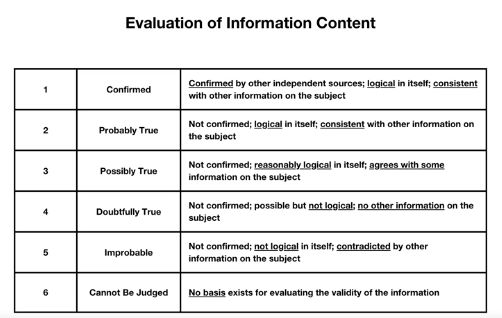 Evaluation of Information Content
1
Confirmed
Confirmed by other independent sources; logical in itself; consistent
with other information on the subject
2
Probably True
Not confirmed; logical in itself; consistent with other information on
the subject
3
Possibly True
Not confirmed; reasonably logical in itself; agrees with some
information on the subject
4
Doubtfully True
Not confirmed; possible but not logical; no other information on the
subject
5
Improbable
Not confirmed; not logical in itself; contradicted by other
information on the subject
6
Cannot Be Judged
No basis exists for evaluating the validity of the information